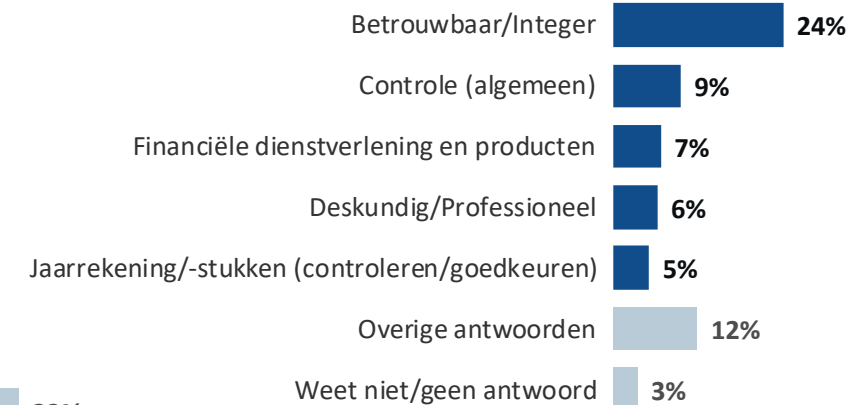 Betrouwbaar/Integer 24%
Controle (algemeen) 9%
Financiële dienstverlening en producten 7%
Deskundig/Professioneel 6%
Jaarrekening/-stukken (controleren/goedkeuren) 5%
Overige antwoorden 12%
Weet niet/geen antwoord 3%